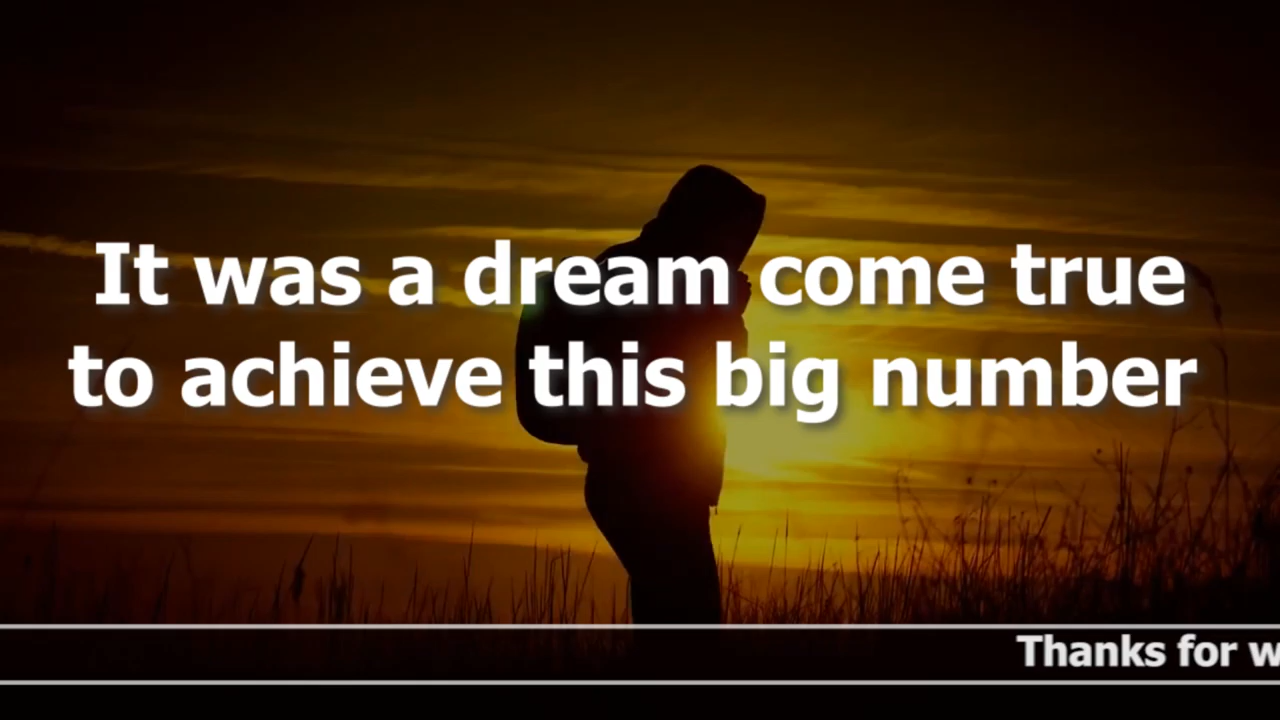 It was a dream come true
to achieve this big number
Thanks for